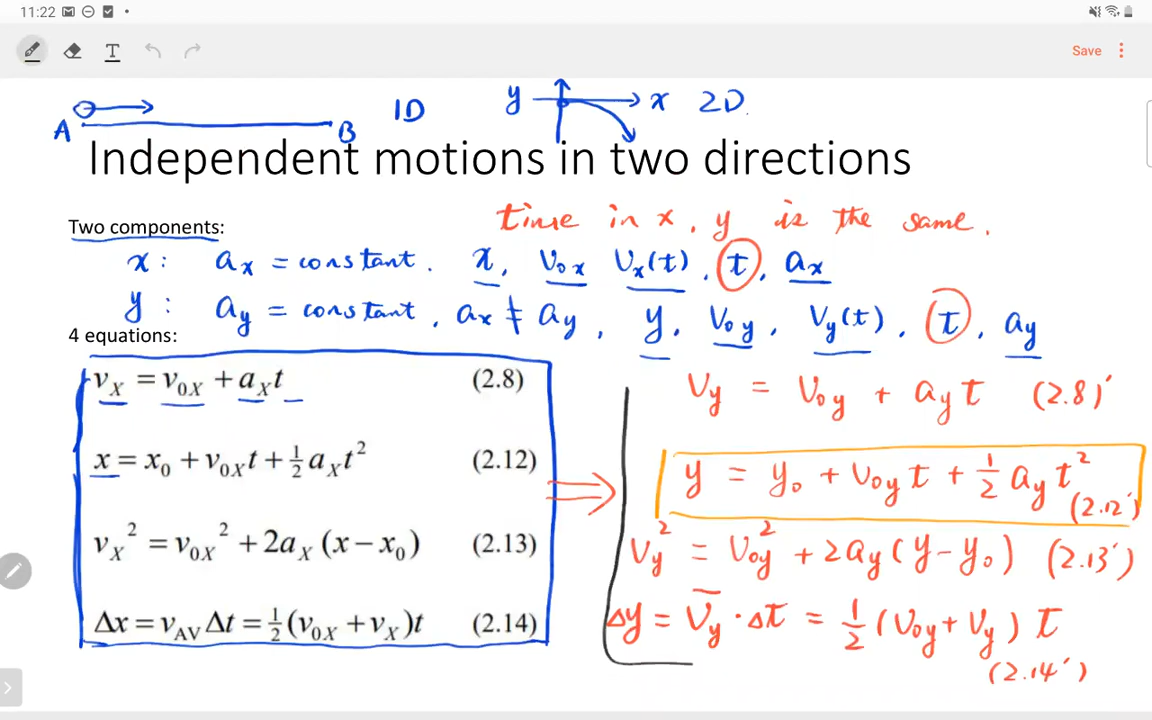 11:22
Save
A B 1D y x 2D.
Independent motions in two directions
Two components:
time in x, y is the same.
x: ax = constant. x, V0x Vx(t), t, ax
y: ay = constant, ax ≠ ay, y, V0y, Vy(t), t, ay
4 equations:
vX = v0X + aXt (2.8)
Vy = V0y + ay t (2.8)'
x = x0 + v0Xt + ½aXt² (2.12)
y = y0 + V0y t + ½ ay t² (2.12')
vX² = v0X² + 2aX(x−x0) (2.13)
Vy² = V0y² + 2ay(y−y0) (2.13')
Δx = vAVΔt = ½(v0X + vX)t (2.14)
Δy = V̄y · Δt = ½(V0y + Vy) t (2.14')